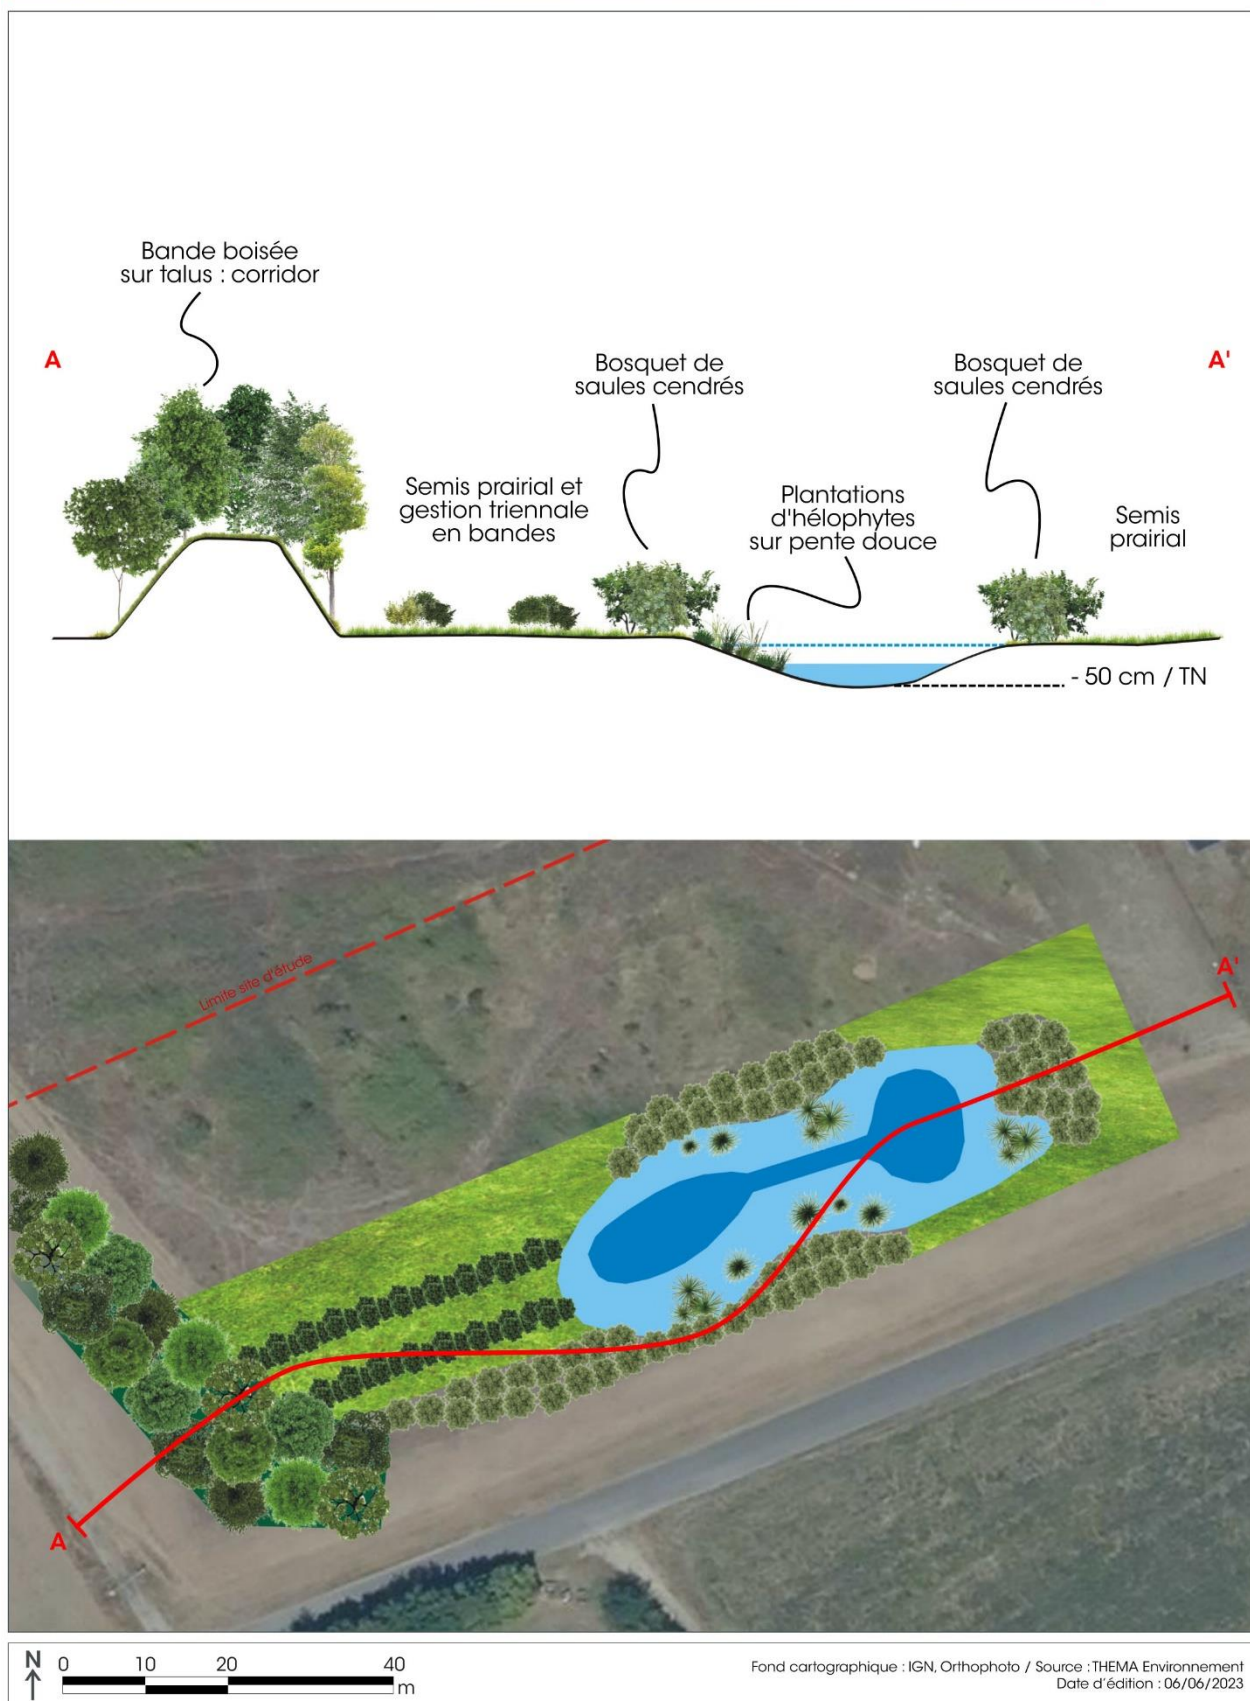 Bande boisée
sur talus : corridor
A
Bosquet de
saules cendrés
Bosquet de
saules cendrés
A'
Semis prairial et
gestion triennale
en bandes
Plantations
d'hélophytes
sur pente douce
Semis
prairial
- 50 cm / TN
Limite site d'étude
A'
A
N
0 10 20 40
m
Fond cartographique : IGN, Orthophoto / Source : THEMA Environnement
Date d'édition : 06/06/2023